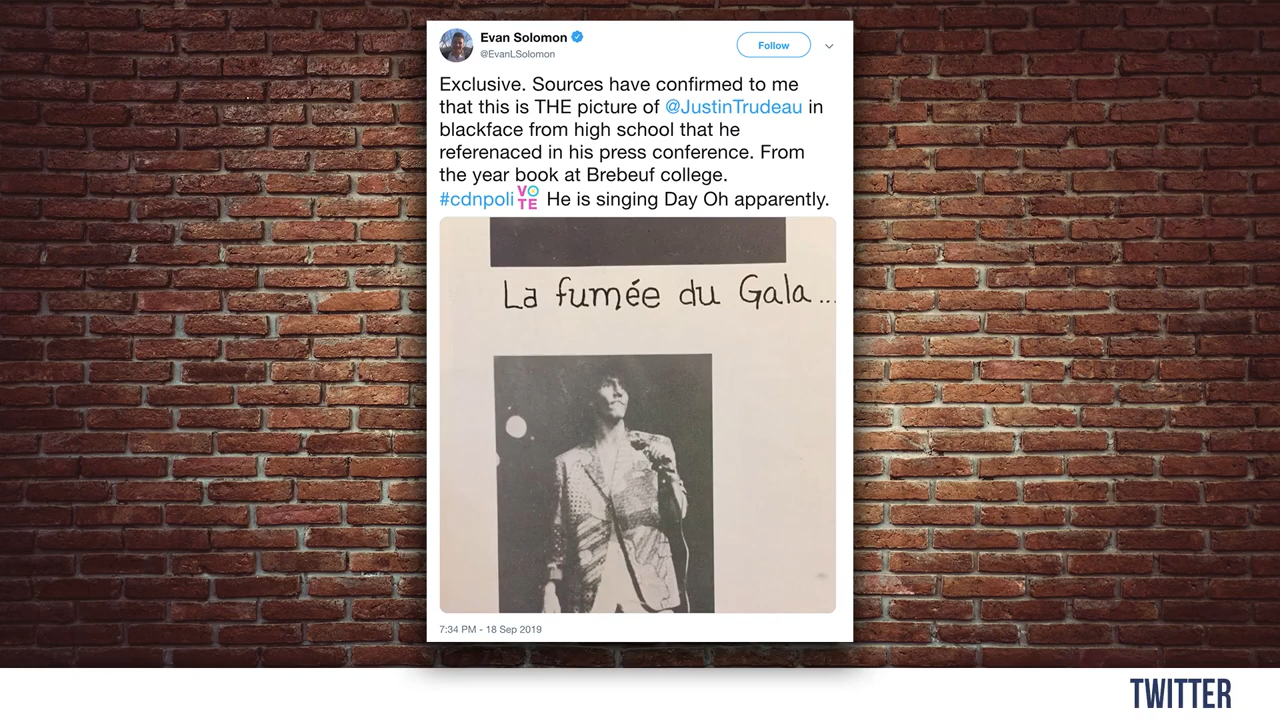 Evan Solomon
@EvanLSolomon
Follow
Exclusive. Sources have confirmed to me
that this is THE picture of @JustinTrudeau in
blackface from high school that he
referenaced in his press conference. From
the year book at Brebeuf college.
#cdnpoli VOTE He is singing Day Oh apparently.
La fumée du Gala...
7:34 PM - 18 Sep 2019
TWITTER